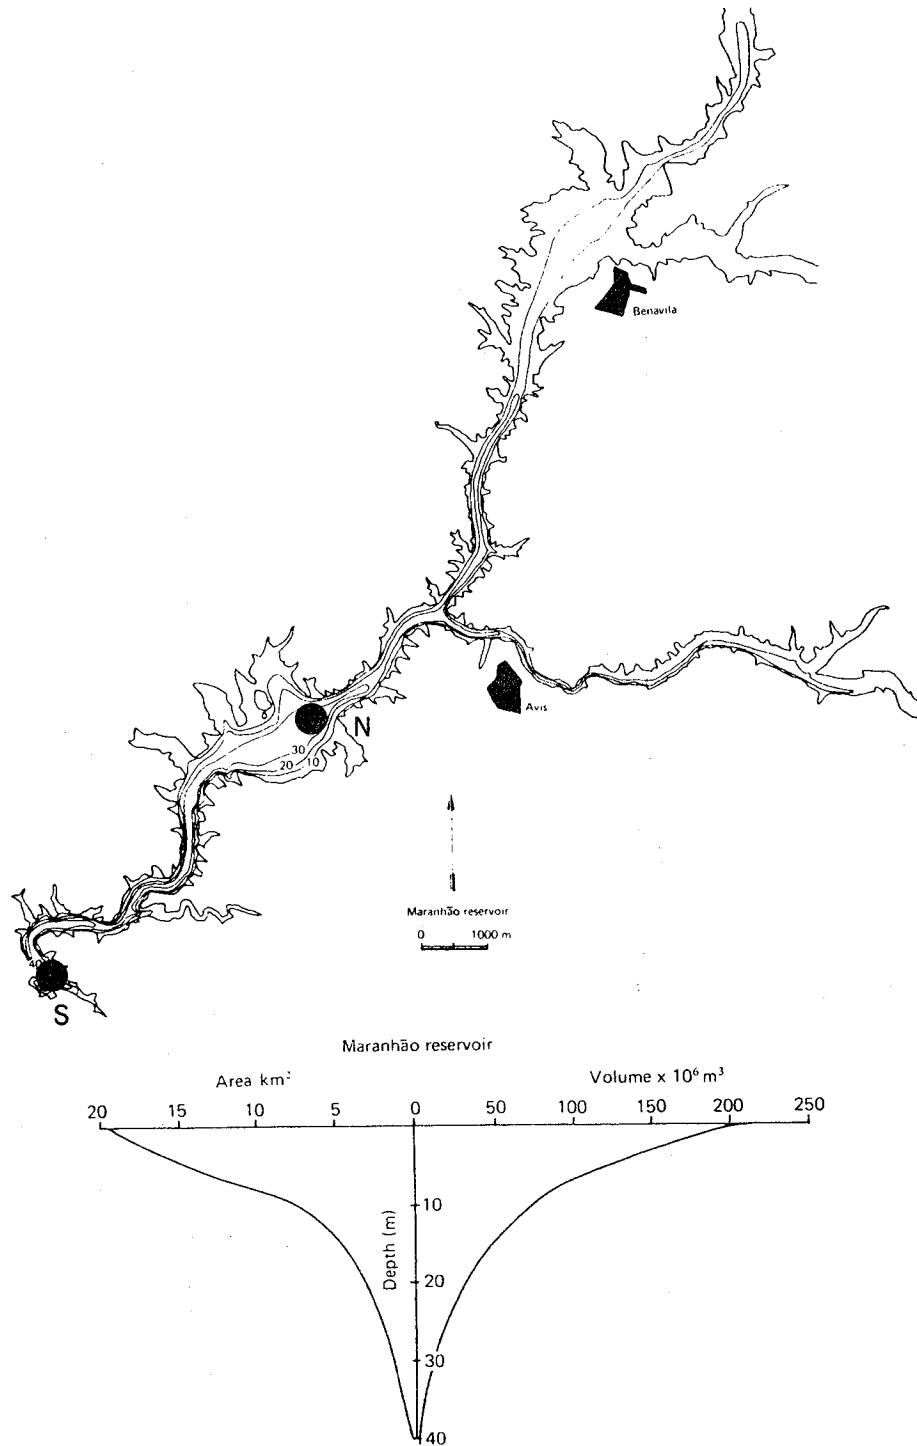 Benavila
Avis
N
30
20 10
Maranhão reservoir
0 1000 m
40
S
Maranhão reservoir
Area km² Volume x 10⁶ m³
20 15 10 5 0 50 100 150 200 250
Depth (m)
10
20
30
40